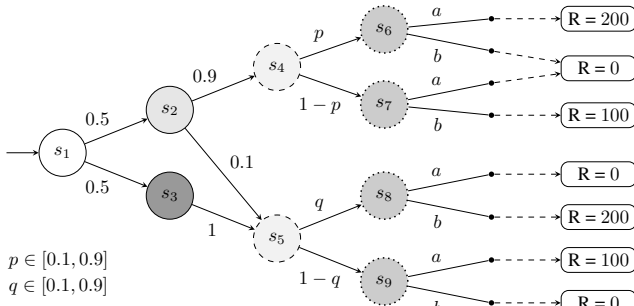 s₆ a R = 200
p b
0.9 s₄ R = 0
1 − p s₇ a
s₂ b R = 100
0.5
s₁ 0.1
0.5 s₃ a R = 0
1 q s₈ b R = 200
s₅
p ∈ [0.1, 0.9] 1 − q a R = 100
q ∈ [0.1, 0.9] s₉ b R = 0